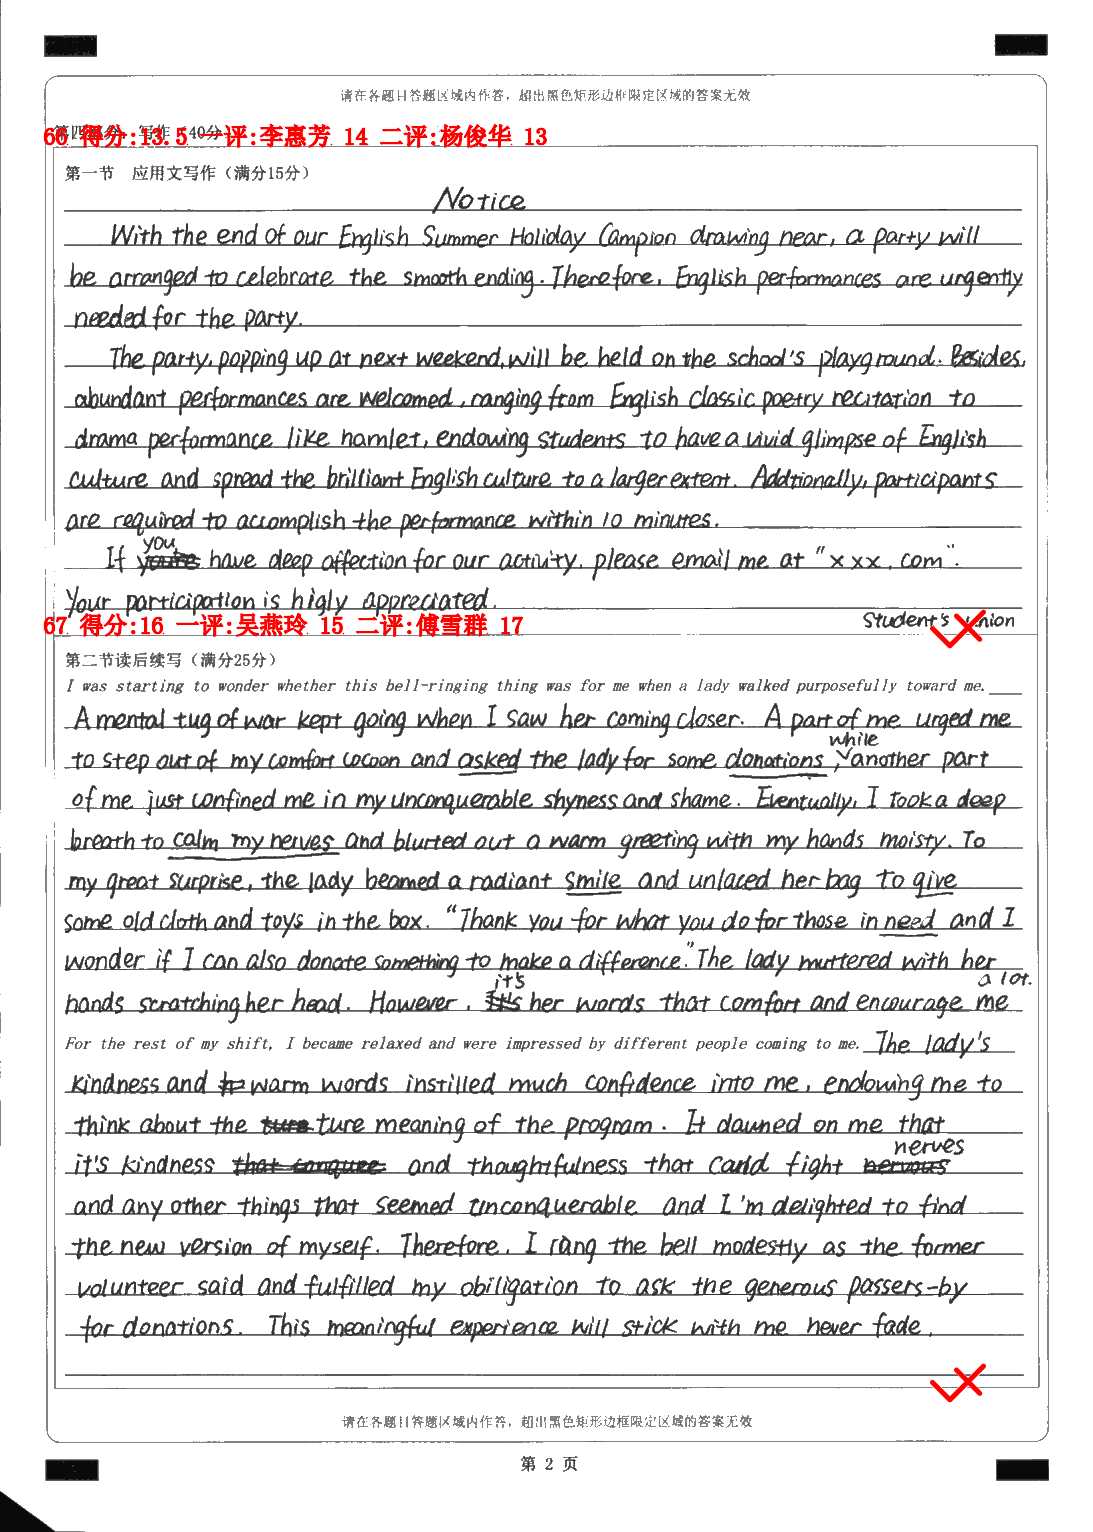 请在各题目答题区域内作答，超出黑色矩形边框限定区域的答案无效
66 得分:13.5 一评:李惠芳 14 二评:杨俊华 13
第一节 应用文写作（满分15分）
Notice
With the end of our English Summer Holiday Campion drawing near, a party will
be arranged to celebrate the smooth ending. Therefore, English performances are urgently
needed for the party.
The party, popping up at next weekend, will be held on the school's playground. Besides,
abundant performances are welcomed, ranging from English classic poetry recitation to
drama performance like hamlet, endowing students to have a vivid glimpse of English
culture and spread the brilliant English culture to a larger extent. Addtionally, participants
are required to accomplish the performance within 10 minutes.
If you have deep affection for our activity, please email me at "xxx.com".
Your participation is higly appreciated.
67 得分:16 一评:吴燕玲 15 二评:傅雪群 17
Student's Union
第二节读后续写（满分25分）
I was starting to wonder whether this bell-ringing thing was for me when a lady walked purposefully toward me.
A mental tug of war kept going when I saw her coming closer. A part of me urged me
to step out of my comfort cocoon and asked the lady for some donations, while another part
of me just confined me in my unconquerable shyness and shame. Eventually, I took a deep
breath to calm my nerves and blurted out a warm greeting with my hands moisty. To
my great surprise, the lady beamed a radiant smile and unlaced her bag to give
some old cloth and toys in the box. "Thank you for what you do for those in need and I
wonder if I can also donate something to make a difference." The lady muttered with her
hands scratching her head. However, it's her words that comfort and encourage me a lot.
For the rest of my shift, I became relaxed and were impressed by different people coming to me. The lady's
kindness and warm words instilled much confidence into me, endowing me to
think about the ture meaning of the program. It dawned on me that
it's kindness and thoughtfulness that could fight nerves
and any other things that seemed unconquerable and I'm delighted to find
the new version of myself. Therefore, I rang the bell modestly as the former
volunteer said and fulfilled my obiligation to ask the generous passers-by
for donations. This meaningful experience will stick with me never fade.
请在各题目答题区域内作答，超出黑色矩形边框限定区域的答案无效
第 2 页